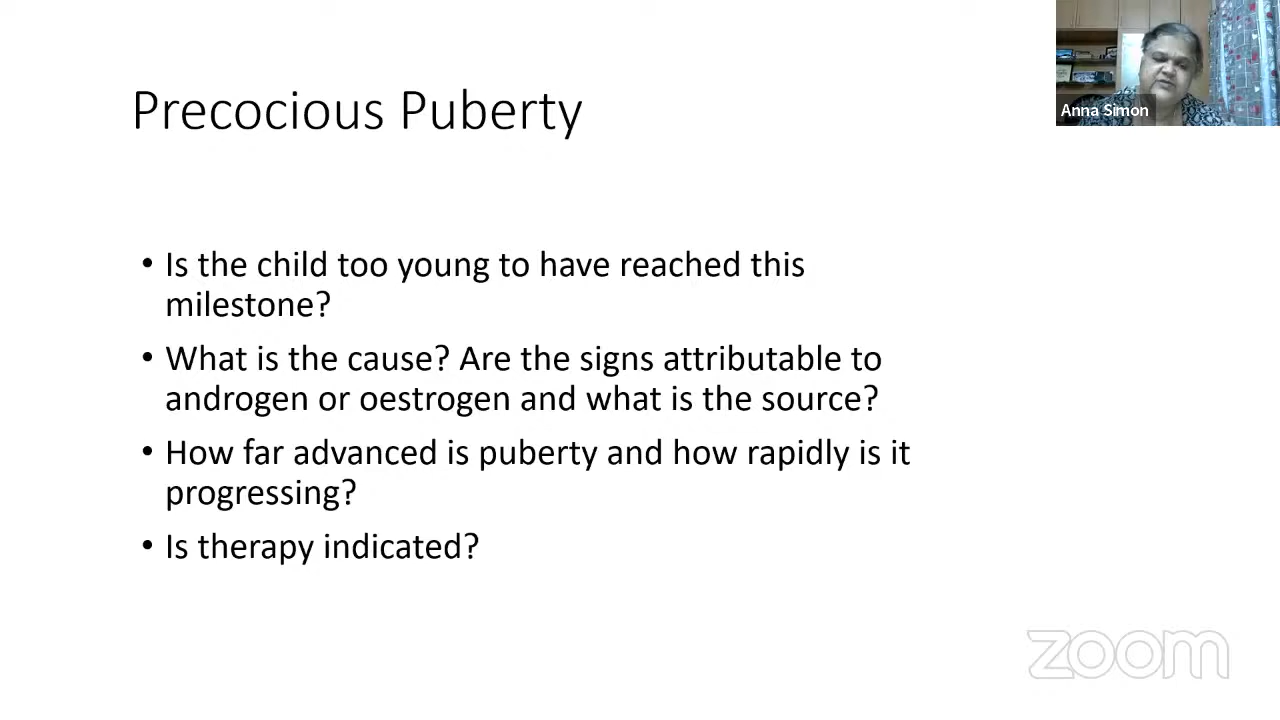 Precocious Puberty
Anna Simon
• Is the child too young to have reached this
milestone?
• What is the cause? Are the signs attributable to
androgen or oestrogen and what is the source?
• How far advanced is puberty and how rapidly is it
progressing?
• Is therapy indicated?
zoom